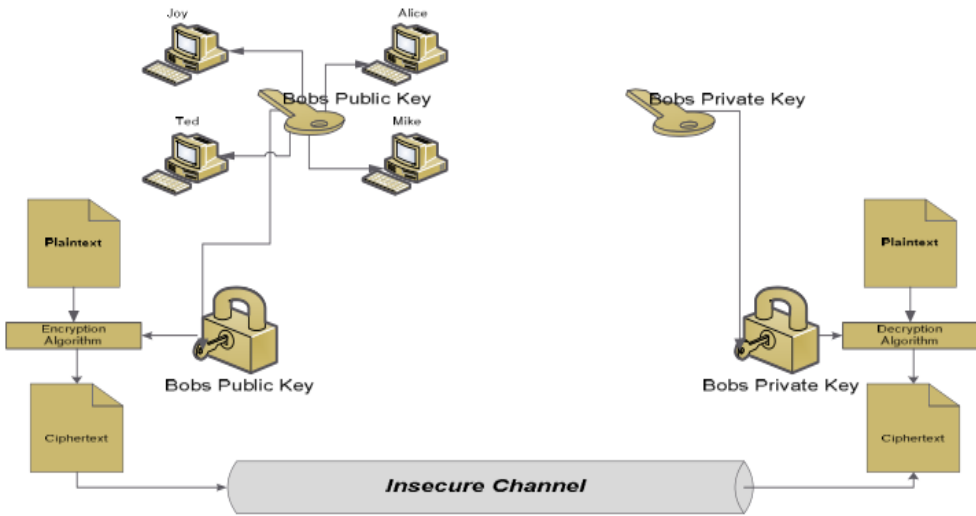 Joy
Alice
Bobs Public Key
Bobs Private Key
Ted
Mike
Plaintext
Plaintext
Encryption
Algorithm
Decryption
Algorithm
Bobs Public Key
Bobs Private Key
Ciphertext
Ciphertext
Insecure Channel